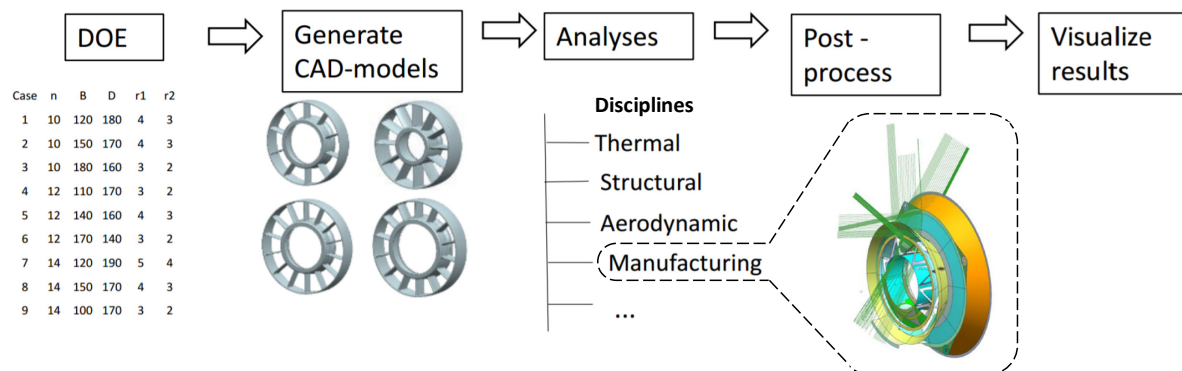 DOE
Generate
CAD-models
Analyses
Post -
process
Visualize
results
Case n B D r1 r2
1 10 120 180 4 3
2 10 150 170 4 3
3 10 180 160 3 2
4 12 110 170 3 2
5 12 140 160 4 3
6 12 170 140 3 2
7 14 120 190 5 4
8 14 150 170 4 3
9 14 100 170 3 2
Disciplines
Thermal
Structural
Aerodynamic
Manufacturing
...